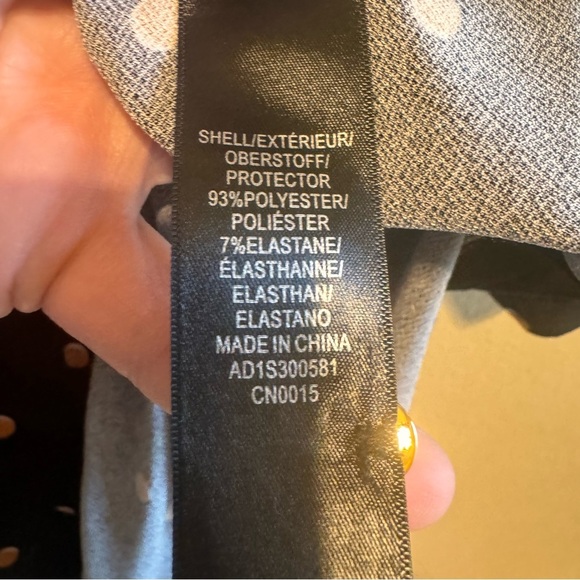 SHELL/EXTÉRIEUR/
OBERSTOFF/
PROTECTOR
93%POLYESTER/
POLIÉSTER
7%ELASTANE/
ÉLASTHANNE/
ELASTHAN/
ELASTANO
MADE IN CHINA
AD1S300581
CN0015